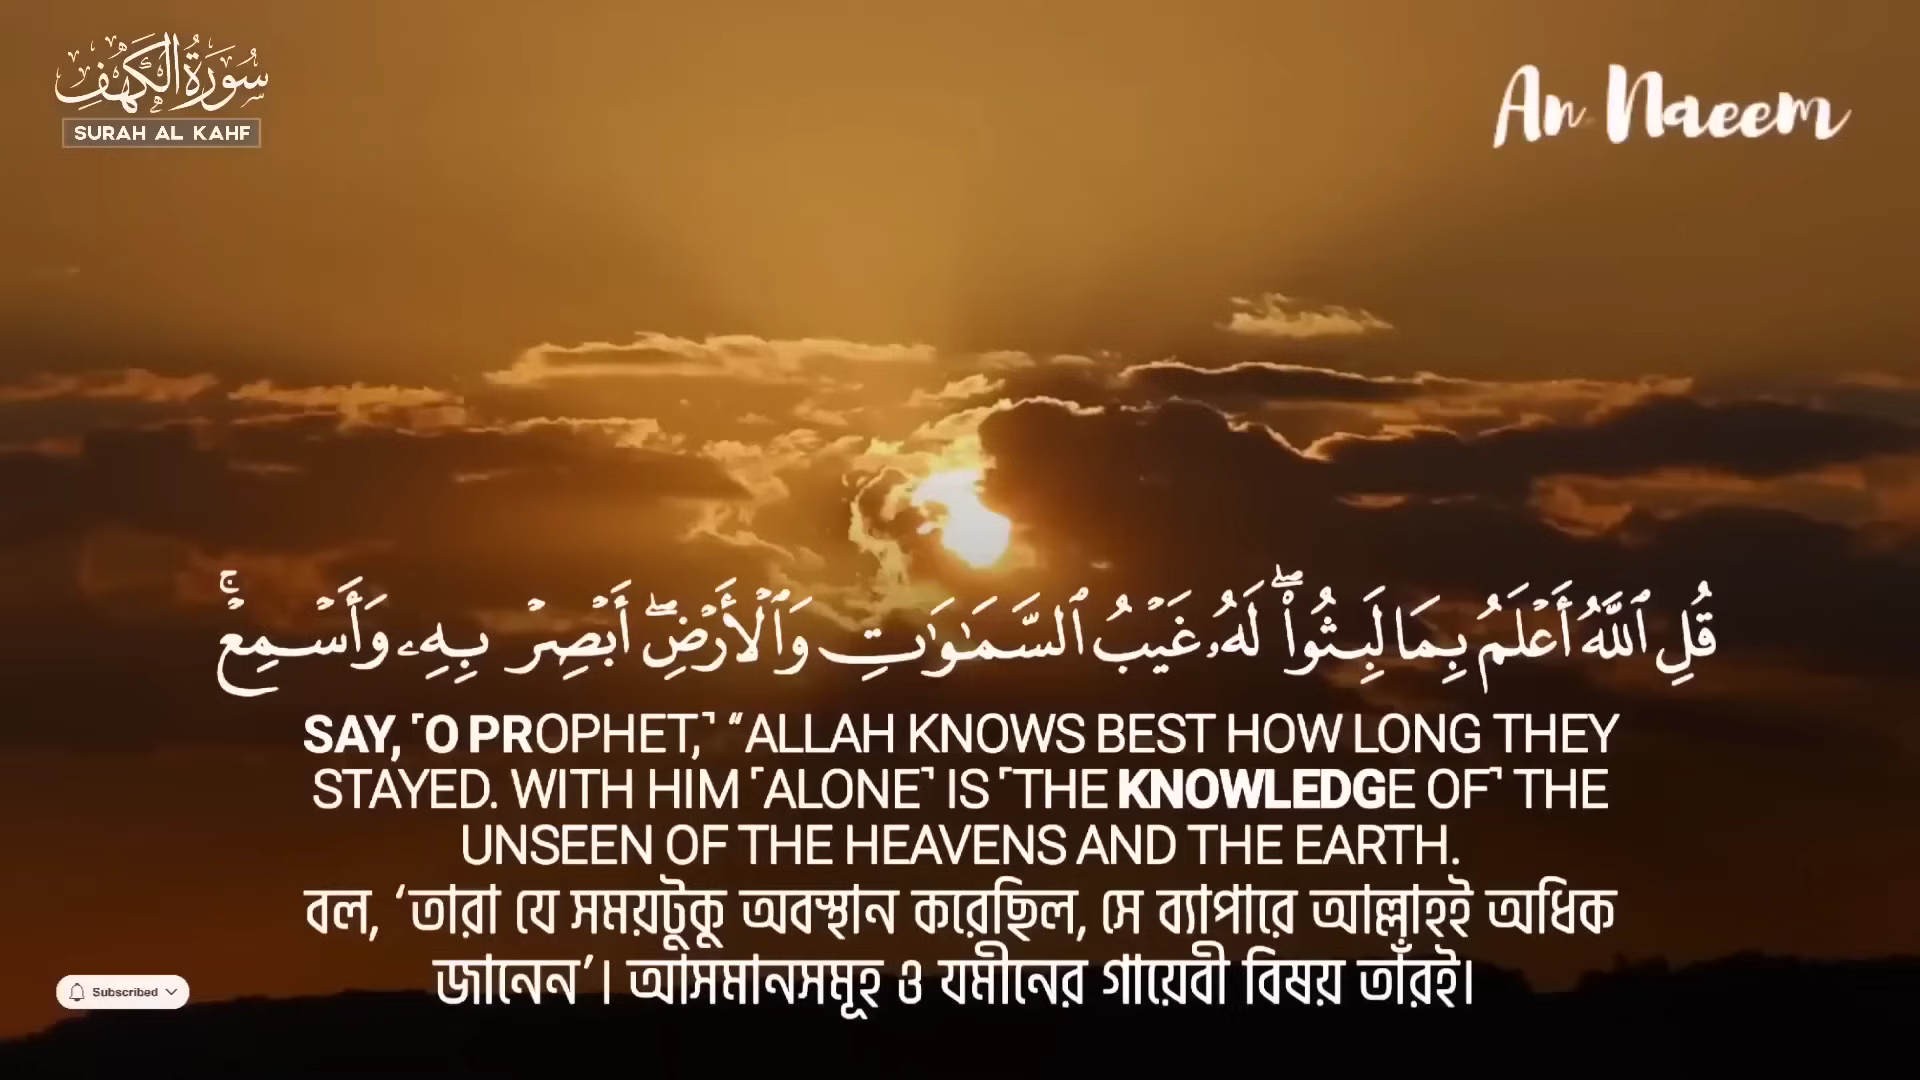 سُورَةُ الكَهْفِ
SURAH AL KAHF
An Naeem
قُلِ ٱللَّهُ أَعْلَمُ بِمَا لَبِثُوا۟ ۖ لَهُۥ غَيْبُ ٱلسَّمَـٰوَٰتِ وَٱلْأَرْضِ ۖ أَبْصِرْ بِهِۦ وَأَسْمِعْ ۚ
SAY, ˹O PROPHET,˺ “ALLAH KNOWS BEST HOW LONG THEY
STAYED. WITH HIM ˹ALONE˺ IS ˹THE KNOWLEDGE OF˺ THE
UNSEEN OF THE HEAVENS AND THE EARTH.
বল, ‘তারা যে সময়টুকু অবস্থান করেছিল, সে ব্যাপারে আল্লাহই অধিক
জানেন’। আসমানসমূহ ও যমীনের গায়েবী বিষয় তাঁরই।
Subscribed